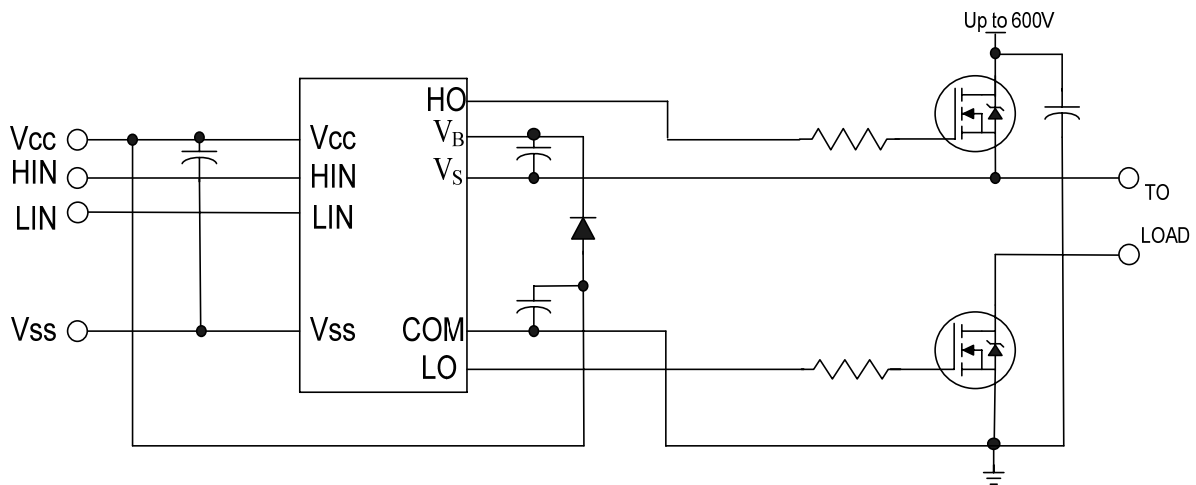 Up to 600V
HO
Vcc
Vcc
VB
HIN
HIN
VS
LIN
LIN
TO
LOAD
Vss
Vss
COM
LO